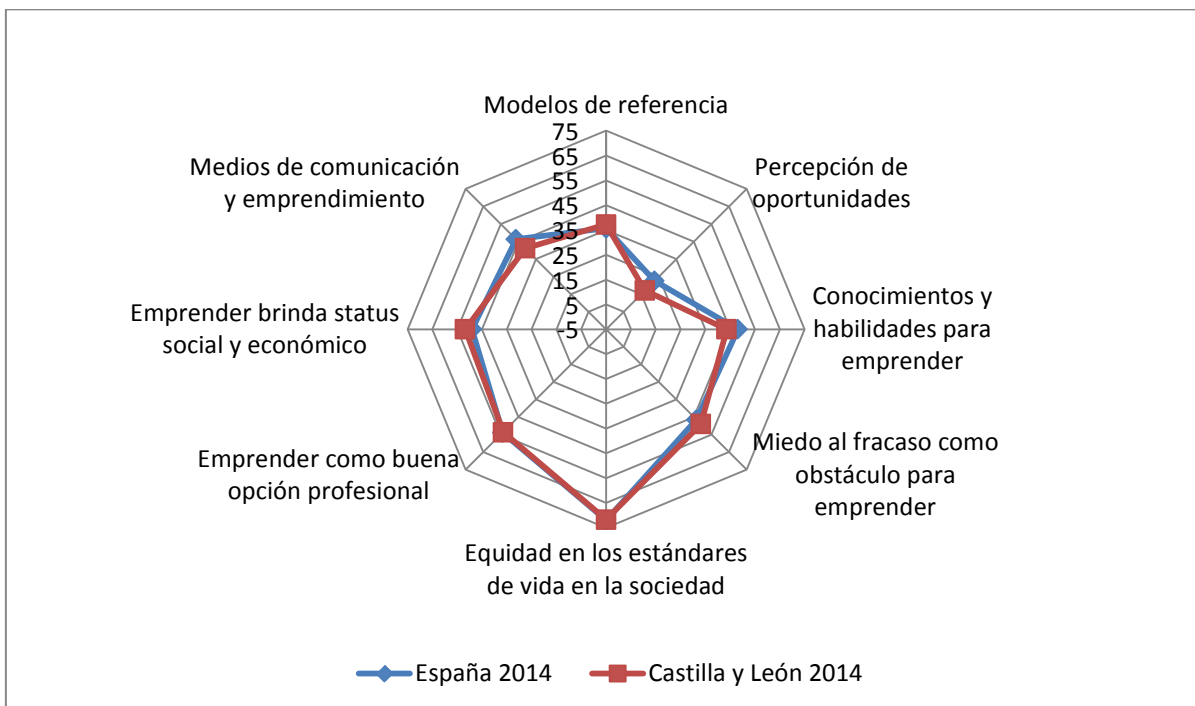 Modelos de referencia
75
65
55
45
35
25
15
5
-5
Percepción de
oportunidades
Conocimientos y
habilidades para
emprender
Miedo al fracaso como
obstáculo para
emprender
Equidad en los estándares
de vida en la sociedad
Emprender como buena
opción profesional
Emprender brinda status
social y económico
Medios de comunicación
y emprendimiento
España 2014
Castilla y León 2014